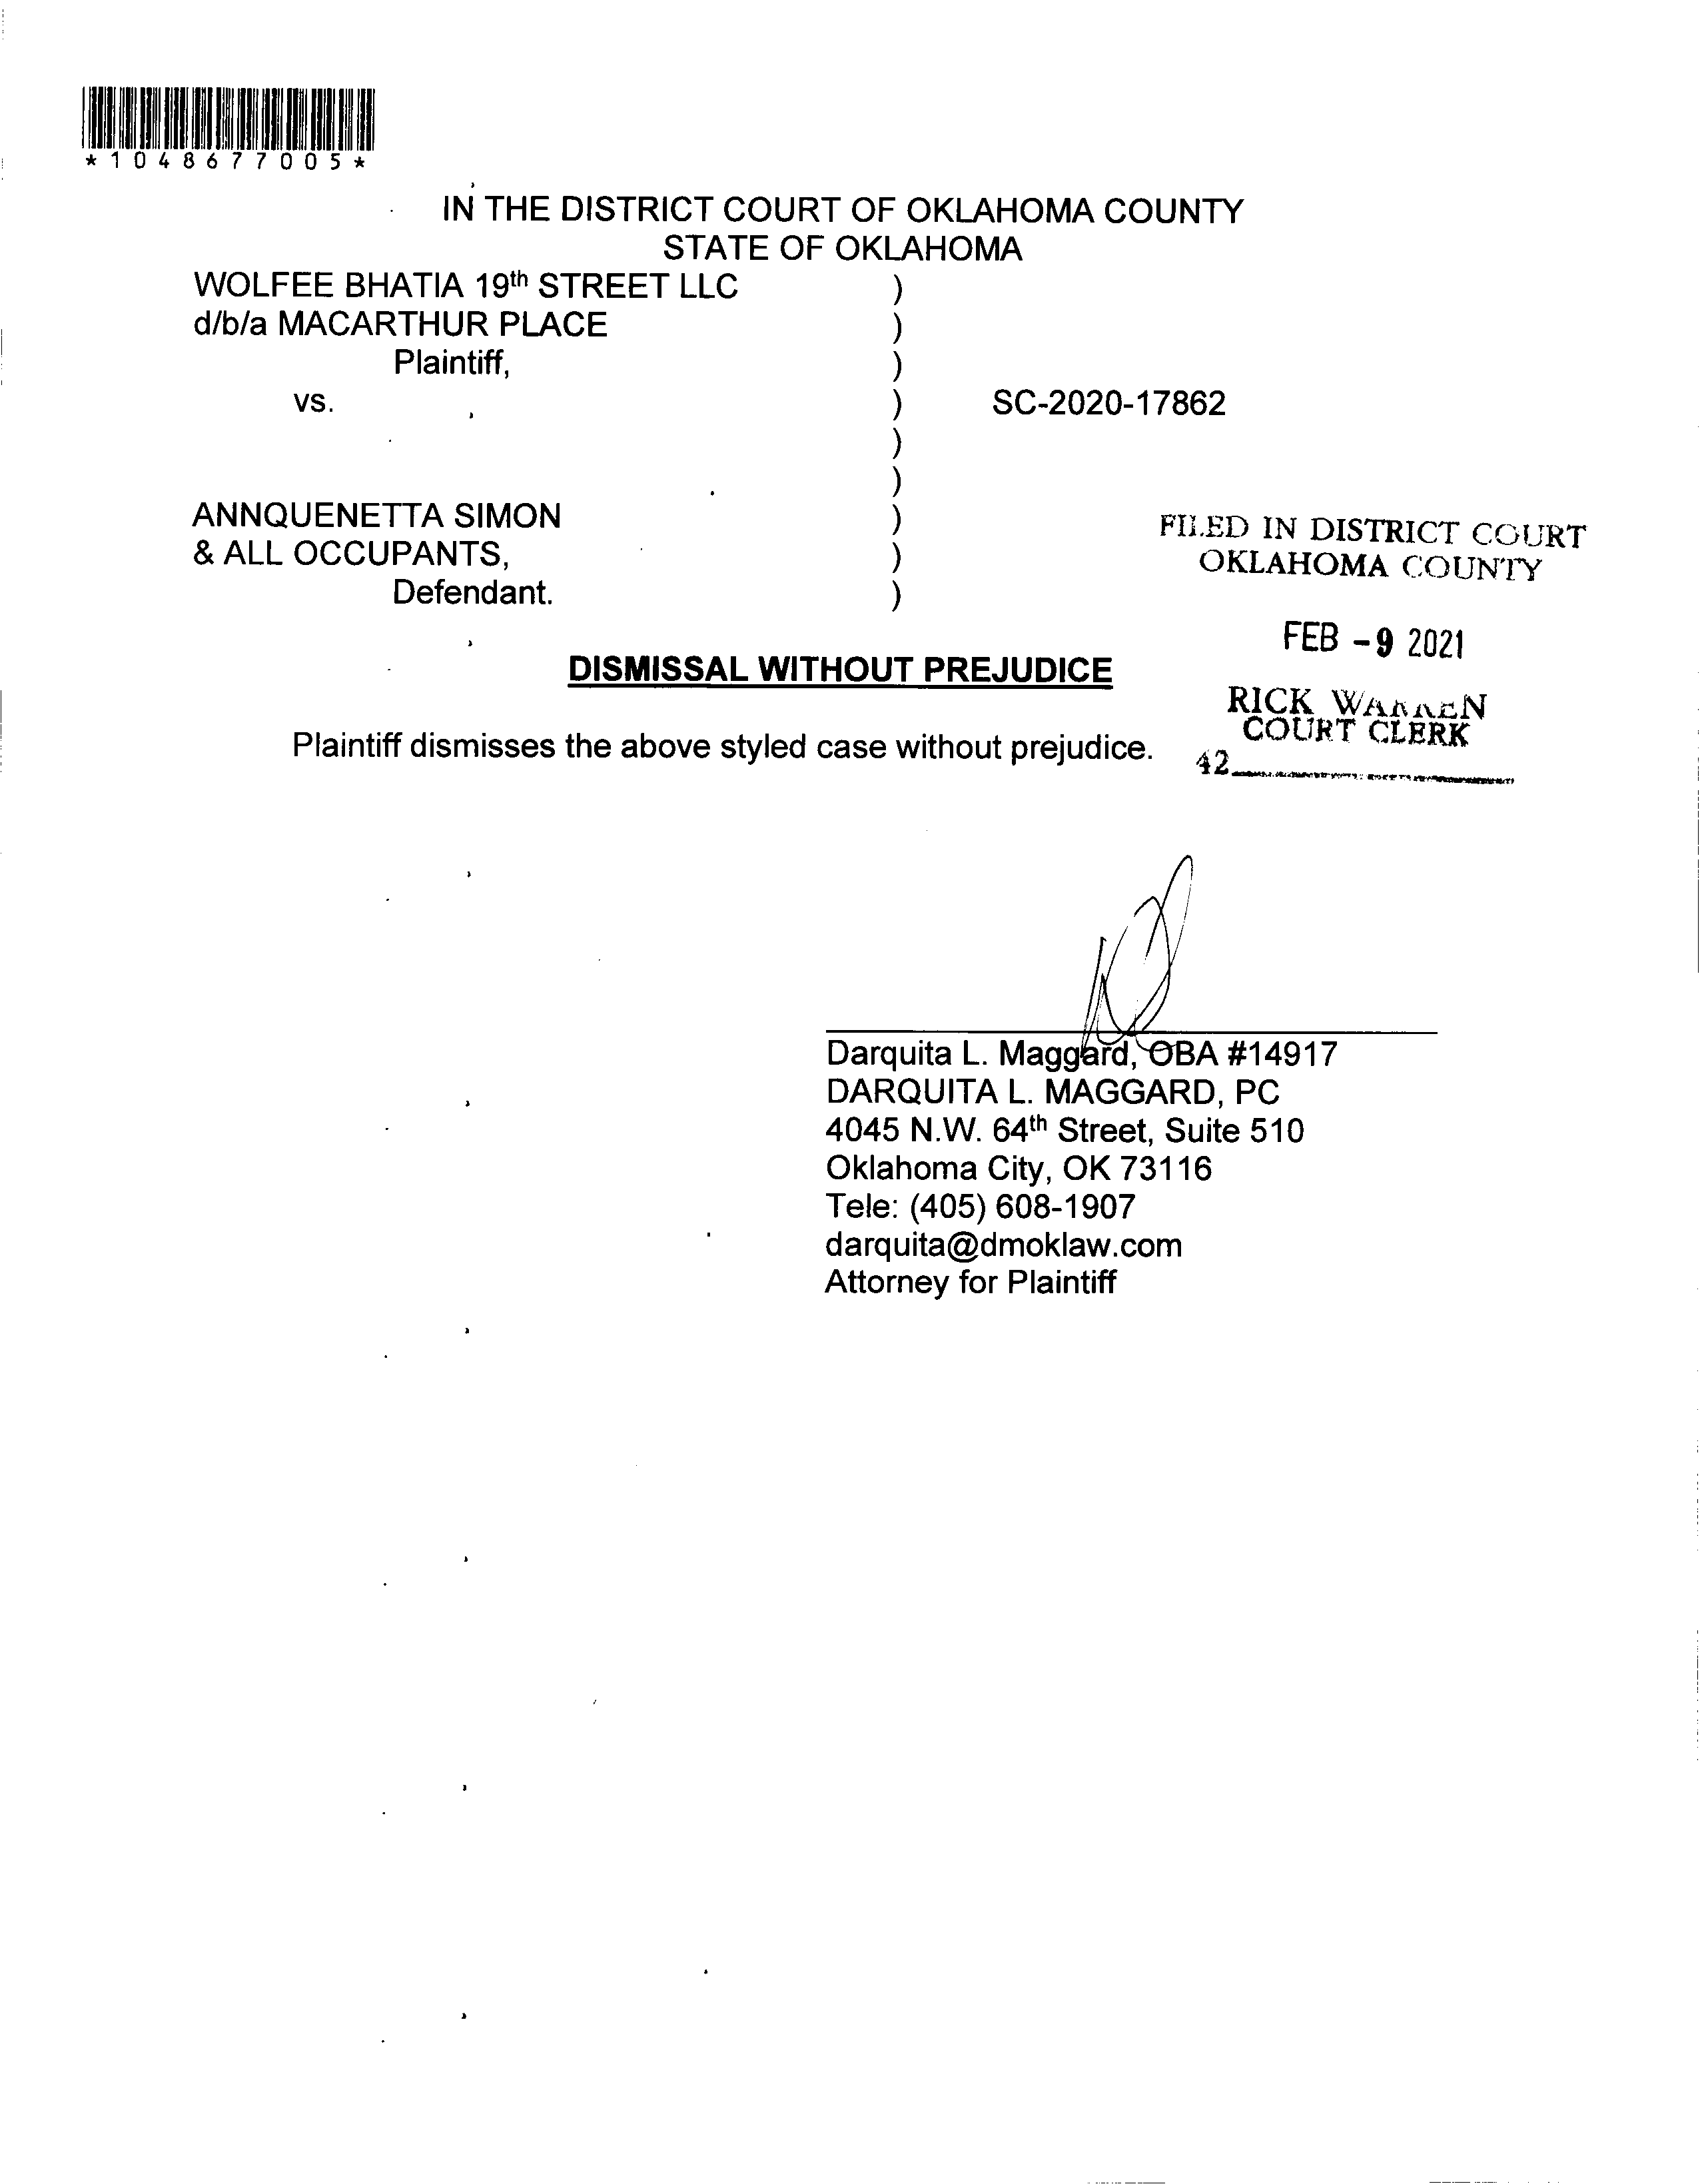 *1048677005*
IN THE DISTRICT COURT OF OKLAHOMA COUNTY
STATE OF OKLAHOMA
WOLFEE BHATIA 19th STREET LLC )
d/b/a MACARTHUR PLACE )
Plaintiff, )
vs. ) SC-2020-17862
)
)
ANNQUENETTA SIMON )
& ALL OCCUPANTS, )
Defendant. )
FILED IN DISTRICT COURT
OKLAHOMA COUNTY
FEB -9 2021
RICK WARREN
COURT CLERK
42
DISMISSAL WITHOUT PREJUDICE
Plaintiff dismisses the above styled case without prejudice.
Darquita L. Maggard, OBA #14917
DARQUITA L. MAGGARD, PC
4045 N.W. 64th Street, Suite 510
Oklahoma City, OK 73116
Tele: (405) 608-1907
darquita@dmoklaw.com
Attorney for Plaintiff